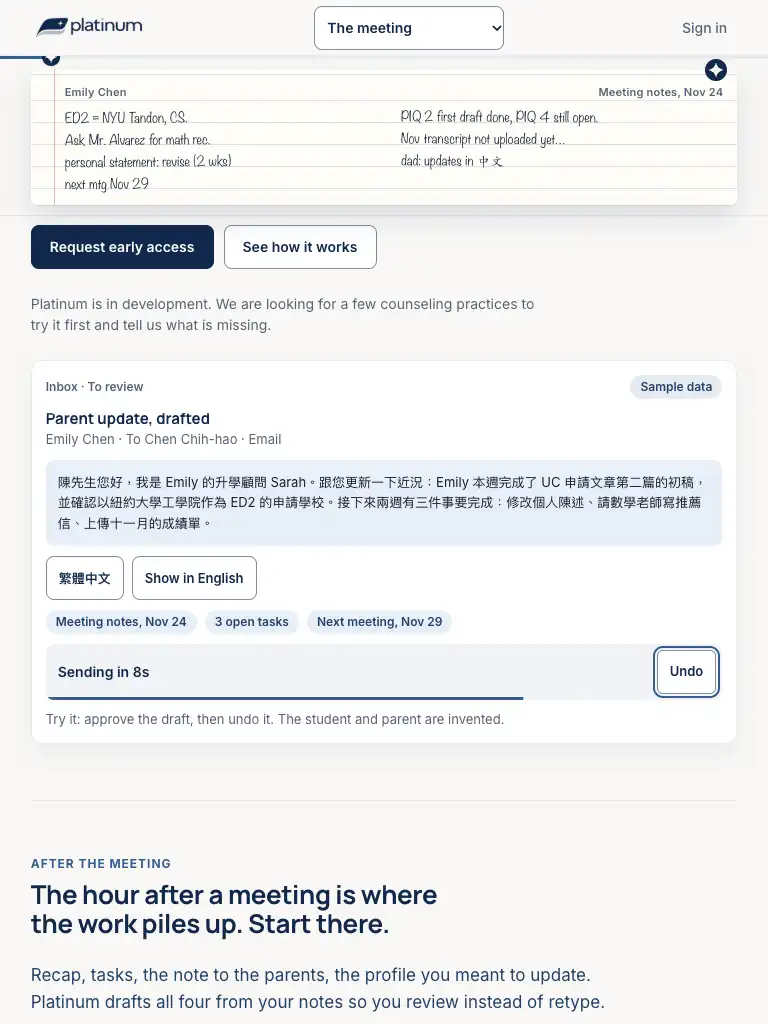 platinum
The meeting
Sign in
Emily Chen
Meeting notes, Nov 24
ED2 = NYU Tandon, CS.
Ask Mr. Alvarez for math rec.
personal statement: revise (2 wks)
next mtg Nov 29
PIQ 2 first draft done, PIQ 4 still open.
Nov transcript not uploaded yet...
dad: updates in 中文
Request early access
See how it works
Platinum is in development. We are looking for a few counseling practices to
try it first and tell us what is missing.
Inbox · To review
Sample data
Parent update, drafted
Emily Chen · To Chen Chih-hao · Email
陳先生您好，我是 Emily 的升學顧問 Sarah。跟您更新一下近況：Emily 本週完成了 UC 申請文章第二篇的初稿，
並確認以紐約大學工學院作為 ED2 的申請學校。接下來兩週有三件事要完成：修改個人陳述、請數學老師寫推薦
信、上傳十一月的成績單。
繁體中文
Show in English
Meeting notes, Nov 24
3 open tasks
Next meeting, Nov 29
Sending in 8s
Undo
Try it: approve the draft, then undo it. The student and parent are invented.
AFTER THE MEETING
The hour after a meeting is where
the work piles up. Start there.
Recap, tasks, the note to the parents, the profile you meant to update.
Platinum drafts all four from your notes so you review instead of retype.